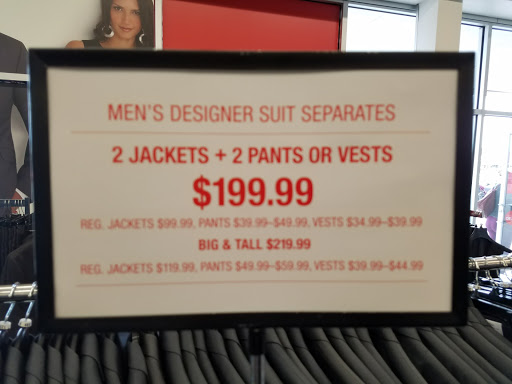 MEN'S DESIGNER SUIT SEPARATES
2 JACKETS + 2 PANTS OR VESTS
$199.99
REG. JACKETS $99.99, PANTS $39.99–$49.99, VESTS $34.99–$39.99
BIG & TALL $219.99
REG. JACKETS $119.99, PANTS $49.99–$59.99, VESTS $39.99–$44.99